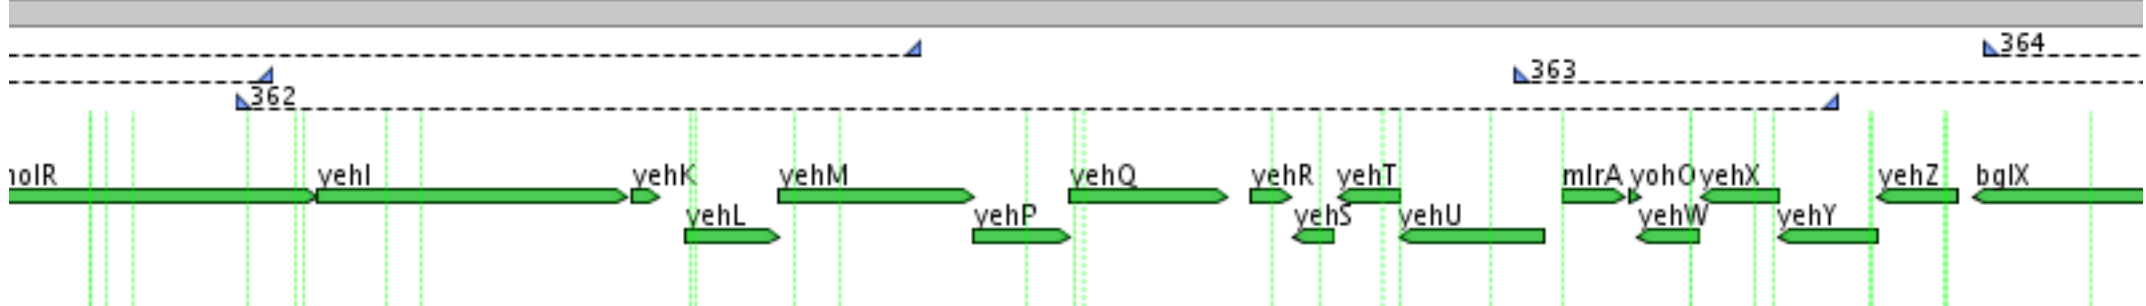 364
363
362
molR yehI yehK yehM yehQ yehR yehT mlrA yohO yehX yehZ bglX
yehL yehP yehS yehU yehW yehY